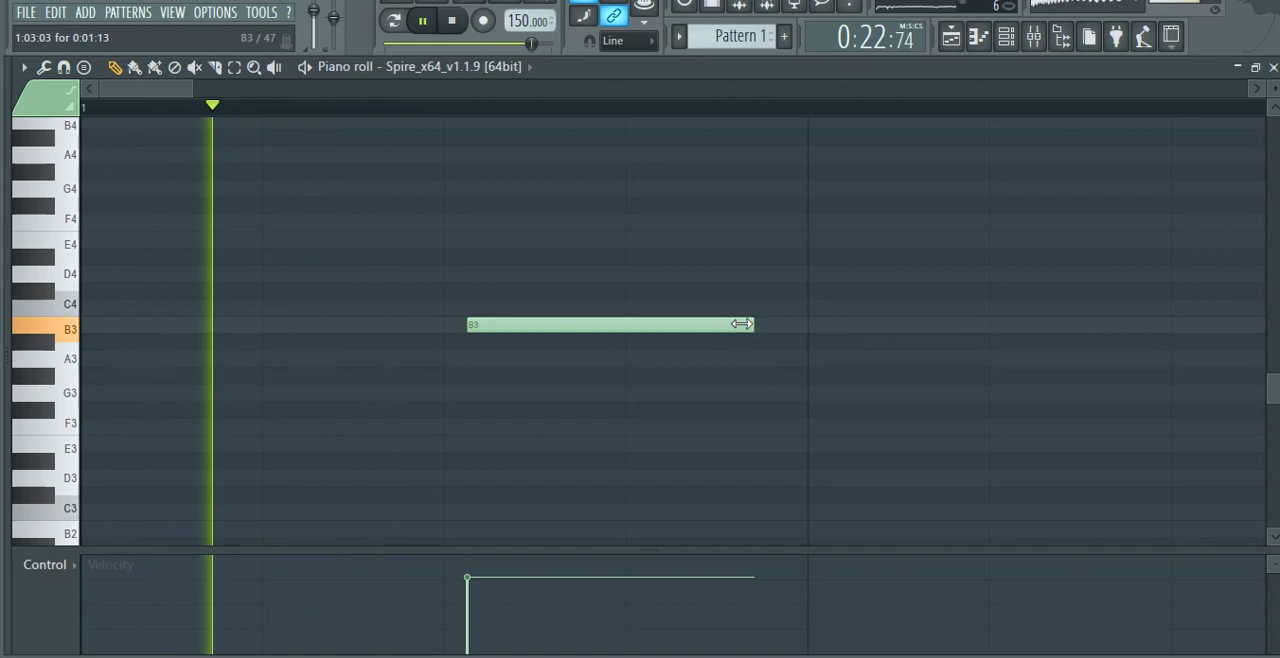 FILE EDIT ADD PATTERNS VIEW OPTIONS TOOLS ?
150.000
6
1:03:03 for 0:01:13
B3 / 47
Line
Pattern 1
+
M:S:CS
0:22:74
Piano roll - Spire_x64_v1.1.9 [64bit]
1
B4
A4
G4
F4
E4
D4
C4
B3
B3
A3
G3
F3
E3
D3
C3
B2
Control
Velocity